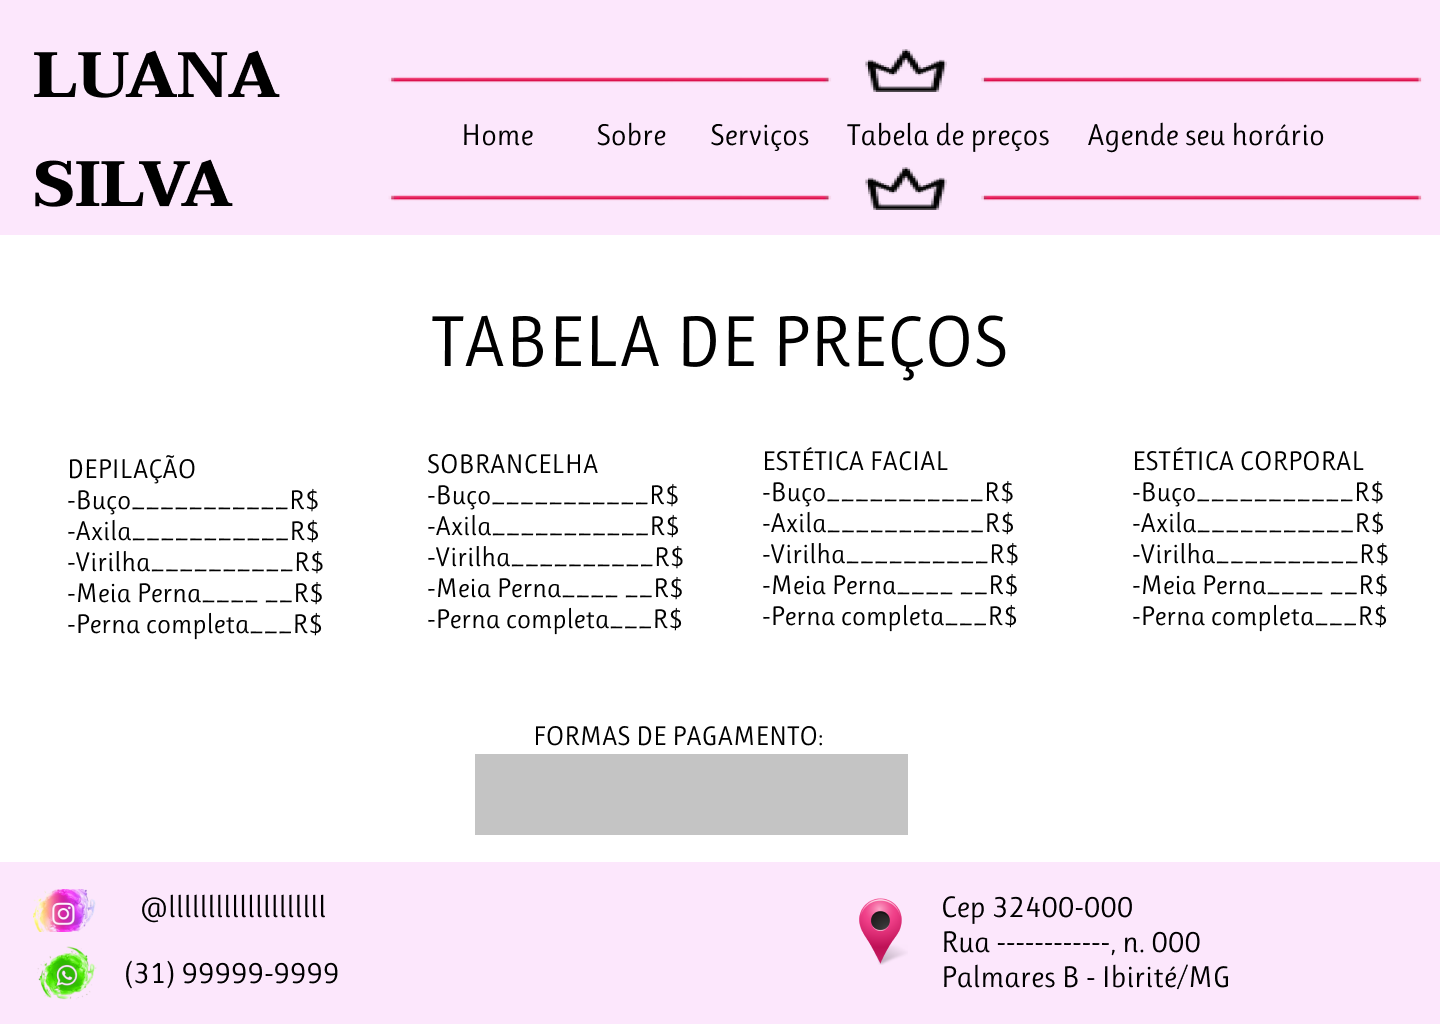 LUANA
SILVA
Home Sobre Serviços Tabela de preços Agende seu horário
TABELA DE PREÇOS
DEPILAÇÃO
-Buço___________R$
-Axila___________R$
-Virilha__________R$
-Meia Perna____ __R$
-Perna completa___R$
SOBRANCELHA
-Buço___________R$
-Axila___________R$
-Virilha__________R$
-Meia Perna____ __R$
-Perna completa___R$
ESTÉTICA FACIAL
-Buço___________R$
-Axila___________R$
-Virilha__________R$
-Meia Perna____ __R$
-Perna completa___R$
ESTÉTICA CORPORAL
-Buço___________R$
-Axila___________R$
-Virilha__________R$
-Meia Perna____ __R$
-Perna completa___R$
FORMAS DE PAGAMENTO:
@llllllllllllllllllll
(31) 99999-9999
Cep 32400-000
Rua ------------, n. 000
Palmares B - Ibirité/MG